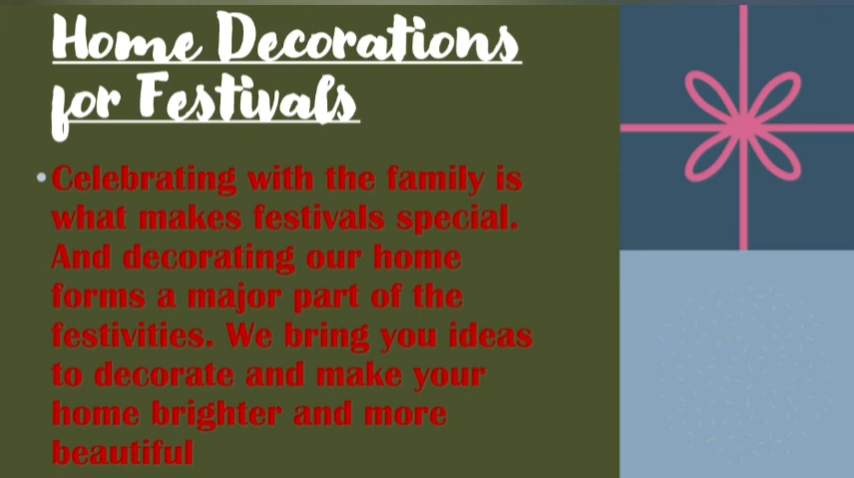 Home Decorations
for Festivals
•Celebrating with the family is
what makes festivals special.
And decorating our home
forms a major part of the
festivities. We bring you ideas
to decorate and make your
home brighter and more
beautiful